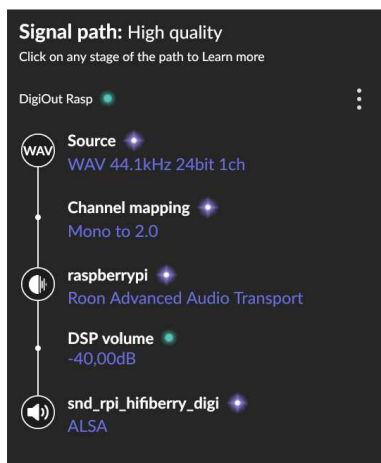 Signal path: High quality
Click on any stage of the path to Learn more
DigiOut Rasp
WAV
Source
WAV 44.1kHz 24bit 1ch
Channel mapping
Mono to 2.0
raspberrypi
Roon Advanced Audio Transport
DSP volume
-40,00dB
snd_rpi_hifiberry_digi
ALSA